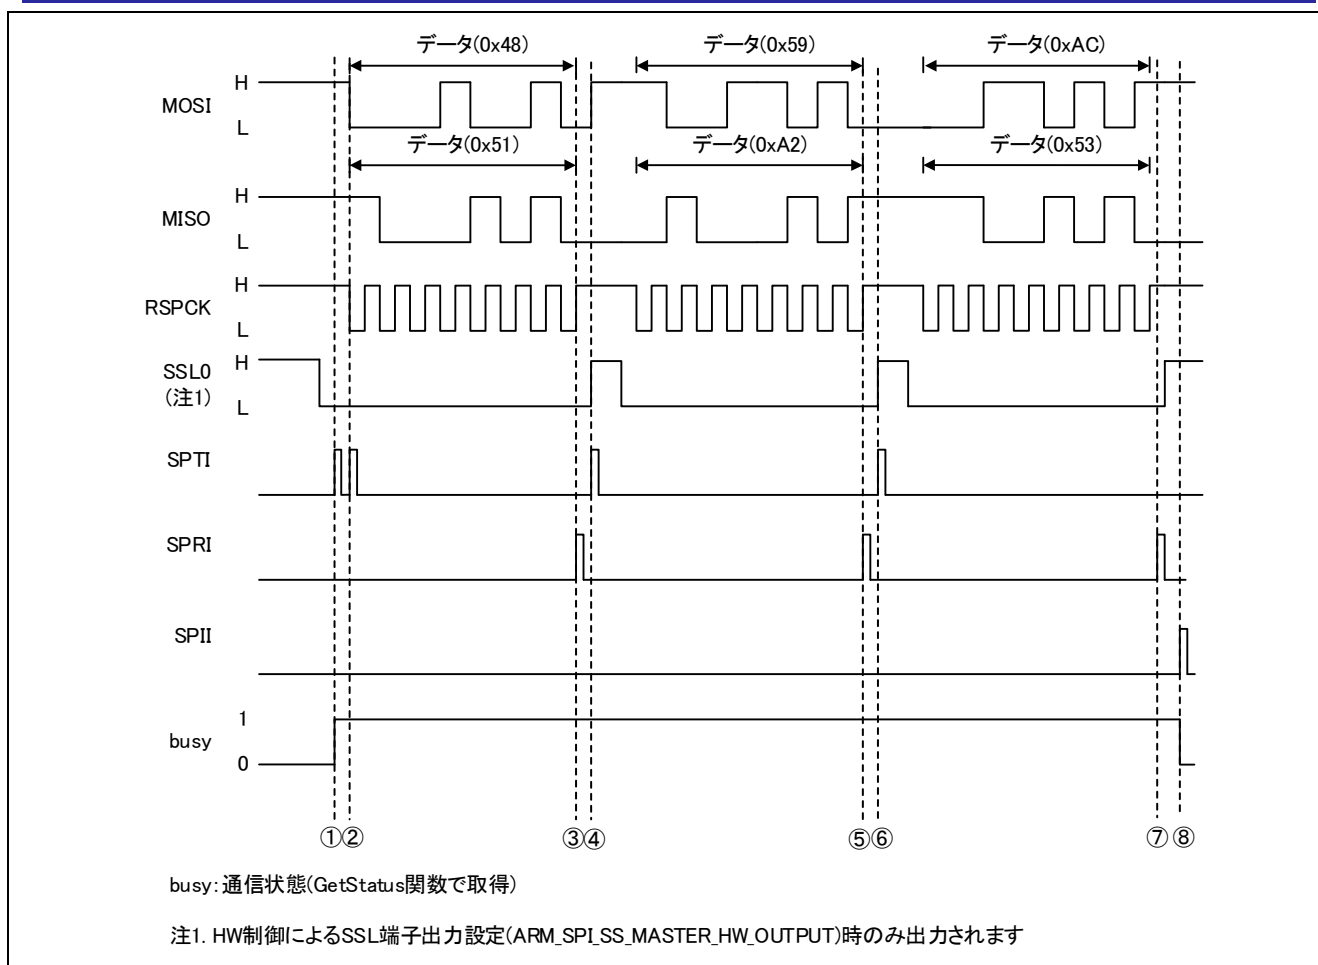 データ(0x48) データ(0x59) データ(0xAC)
H
MOSI
L
データ(0x51) データ(0xA2) データ(0x53)
H
MISO
L
H
RSPCK
L
H
SSL0
(注1)
L
SPTI
SPRI
SPII
1
busy
0
①② ③④ ⑤⑥ ⑦ ⑧
busy:通信状態(GetStatus関数で取得)
注1. HW制御によるSSL端子出力設定(ARM_SPI_SS_MASTER_HW_OUTPUT)時のみ出力されます